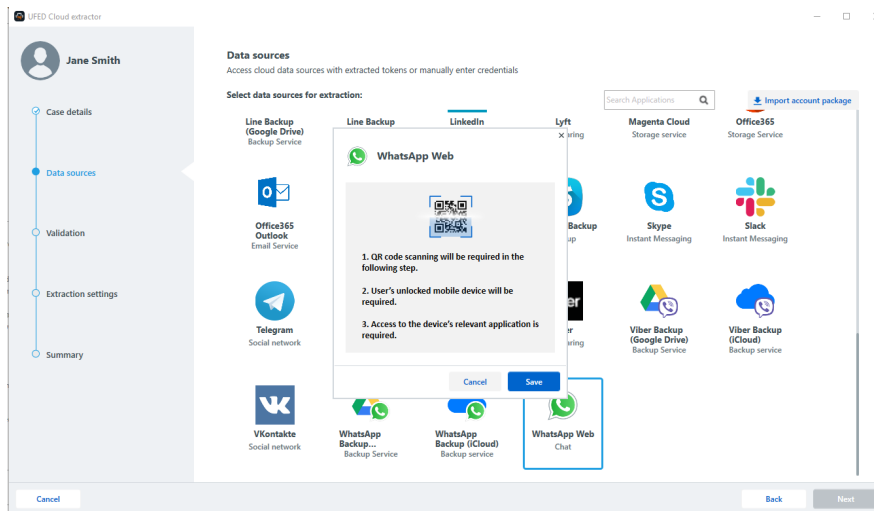 UFED Cloud extractor
Jane Smith
Case details
Data sources
Validation
Extraction settings
Summary
Data sources
Access cloud data sources with extracted tokens or manually enter credentials
Select data sources for extraction:
Search Applications
Import account package
Line Backup
(Google Drive)
Backup Service
Line Backup
LinkedIn
Lyft
ring
Magenta Cloud
Storage service
Office365
Storage Service
WhatsApp Web
1. QR code scanning will be required in the
following step.
2. User's unlocked mobile device will be
required.
3. Access to the device's relevant application is
required.
Cancel
Save
Office365
Outlook
Email Service
Backup
up
Skype
Instant Messaging
Slack
Instant Messaging
Telegram
Social network
er
r
ring
Viber Backup
(Google Drive)
Backup Service
Viber Backup
(iCloud)
Backup service
VKontakte
Social network
WhatsApp
Backup...
Backup Service
WhatsApp
Backup (iCloud)
Backup service
WhatsApp Web
Chat
Cancel
Back
Next